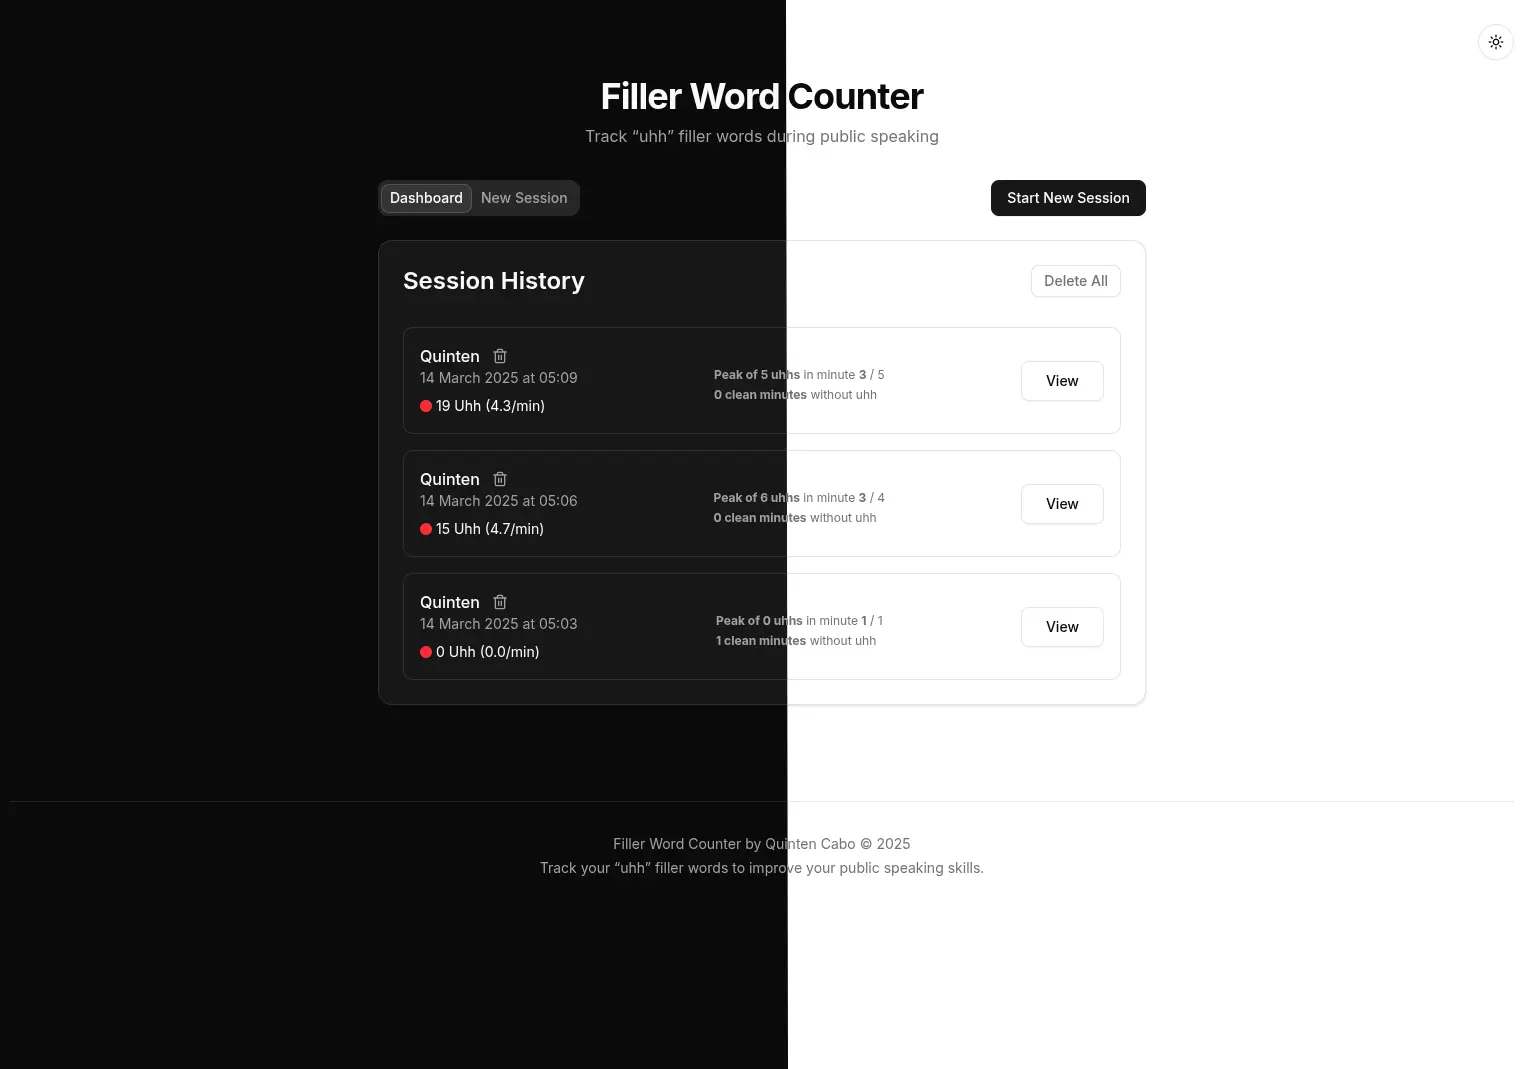 Filler Word Counter
Track “uhh” filler words during public speaking
Dashboard New Session
Start New Session
Session History
Delete All
Quinten
14 March 2025 at 05:09
19 Uhh (4.3/min)
Peak of 5 uhhs in minute 3 / 5
0 clean minutes without uhh
View
Quinten
14 March 2025 at 05:06
15 Uhh (4.7/min)
Peak of 6 uhhs in minute 3 / 4
0 clean minutes without uhh
View
Quinten
14 March 2025 at 05:03
0 Uhh (0.0/min)
Peak of 0 uhhs in minute 1 / 1
1 clean minutes without uhh
View
Filler Word Counter by Quinten Cabo © 2025
Track your “uhh” filler words to improve your public speaking skills.